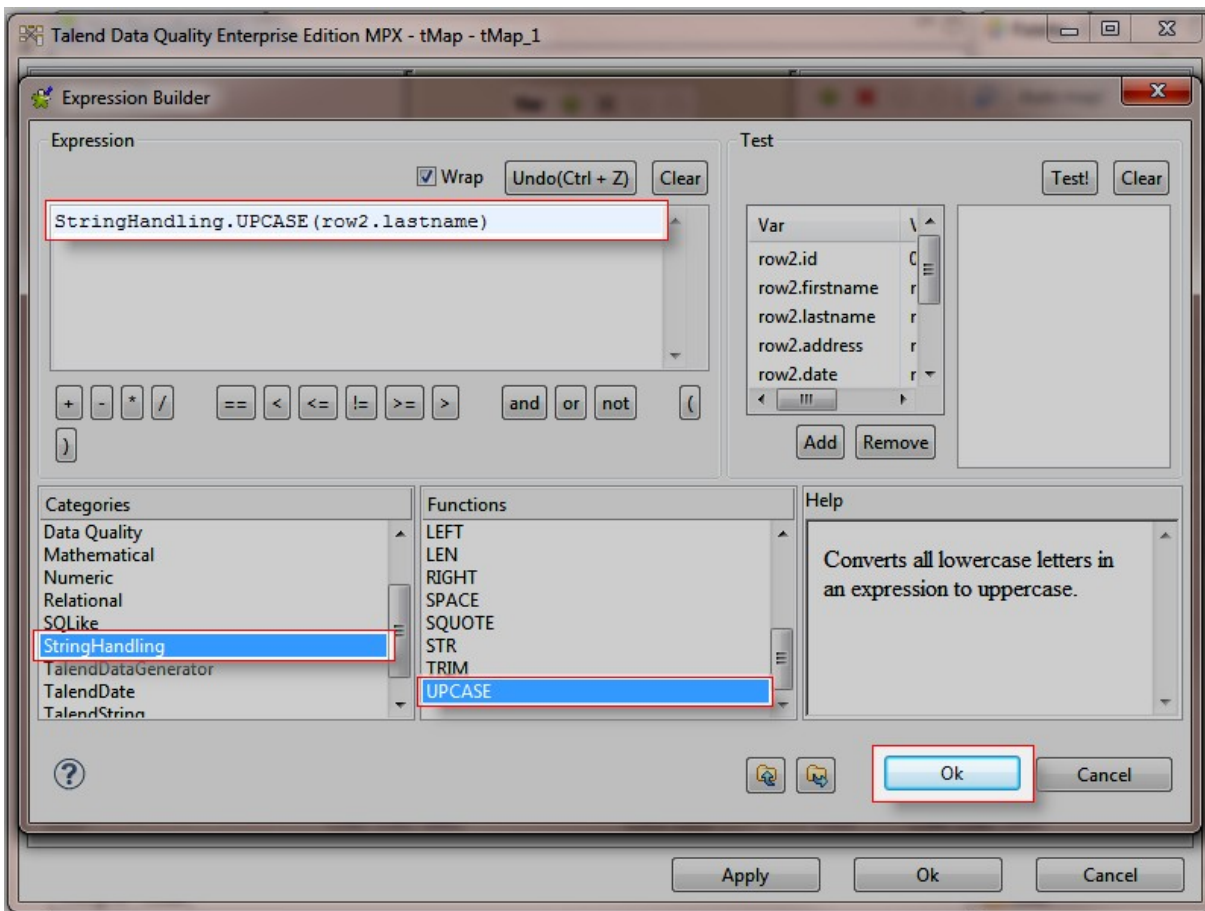 Talend Data Quality Enterprise Edition MPX - tMap - tMap_1
Expression Builder
Expression
Wrap
Undo(Ctrl + Z)
Clear
StringHandling.UPCASE(row2.lastname)
+ - * / == < <= != >= > and or not (
)
Test
Test!
Clear
Var
row2.id 0
row2.firstname r
row2.lastname r
row2.address r
row2.date r
Add
Remove
Categories
Data Quality
Mathematical
Numeric
Relational
SQLike
StringHandling
TalendDataGenerator
TalendDate
TalendString
Functions
LEFT
LEN
RIGHT
SPACE
SQUOTE
STR
TRIM
UPCASE
Help
Converts all lowercase letters in
an expression to uppercase.
?
Ok
Cancel
Apply
Ok
Cancel